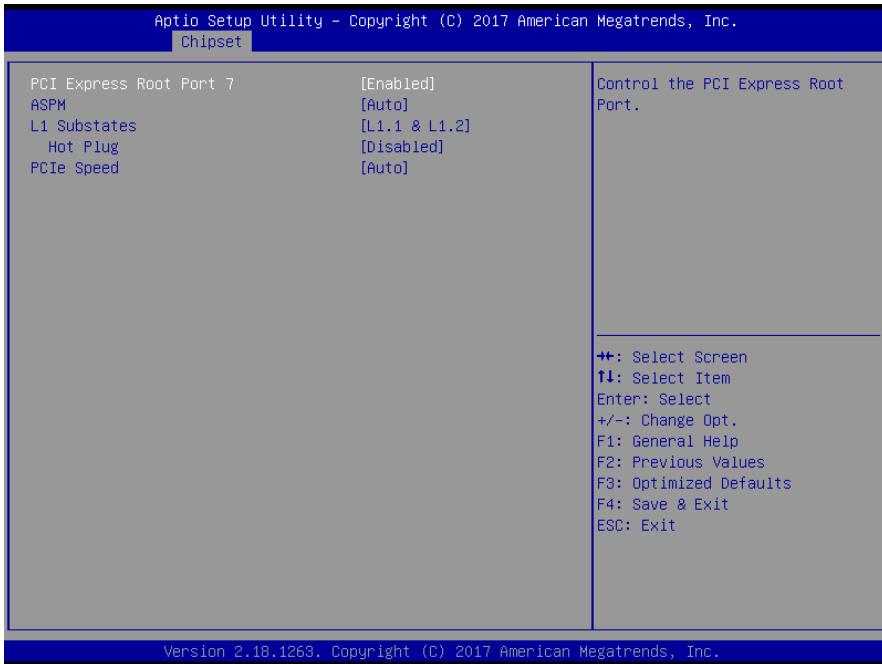 Aptio Setup Utility – Copyright (C) 2017 American Megatrends, Inc.
Chipset
PCI Express Root Port 7 [Enabled]
ASPM [Auto]
L1 Substates [L1.1 & L1.2]
Hot Plug [Disabled]
PCIe Speed [Auto]
Control the PCI Express Root
Port.
→←: Select Screen
↑↓: Select Item
Enter: Select
+/-: Change Opt.
F1: General Help
F2: Previous Values
F3: Optimized Defaults
F4: Save & Exit
ESC: Exit
Version 2.18.1263. Copyright (C) 2017 American Megatrends, Inc.